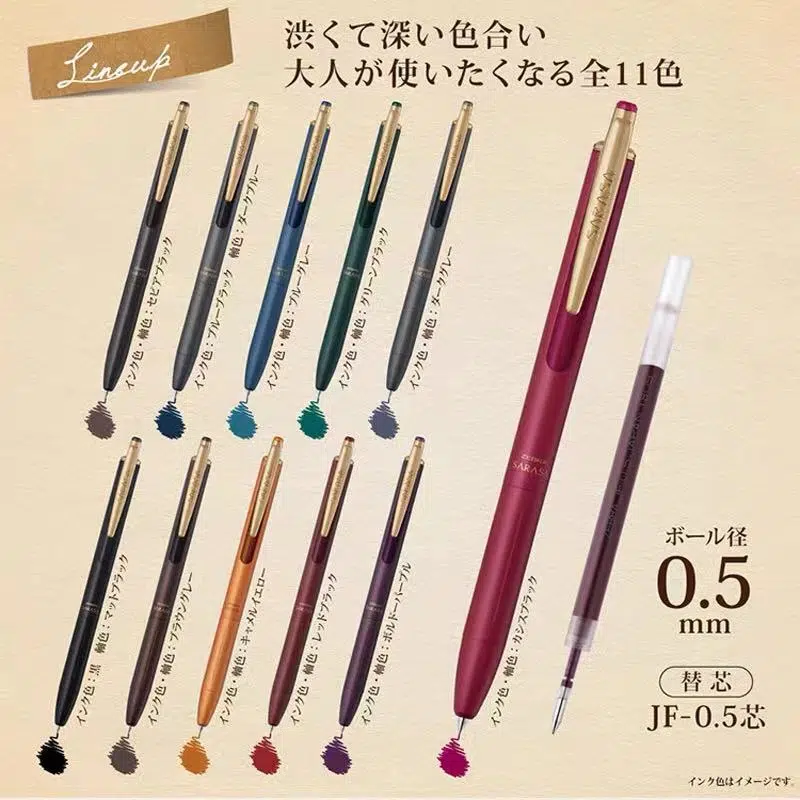 Lineup
渋くて深い色合い
大人が使いたくなる全11色
インク色・軸色：セピアブラック
インク色：ブルーブラック 軸色：ダークブルー
インク色・軸色：ブルーグレー
インク色・軸色：グリーンブラック
インク色・軸色：ダークグレー
SARASA
ZEBRA
SARASA
インク色：黒 軸色：マットブラック
インク色・軸色：ブラウングレー
インク色・軸色：キャメルイエロー
インク色・軸色：レッドブラック
インク色・軸色：ボルドーパープル
インク色・軸色：カシスブラック
ボール径
0.5
mm
替芯
JF-0.5芯
インク色はイメージです。